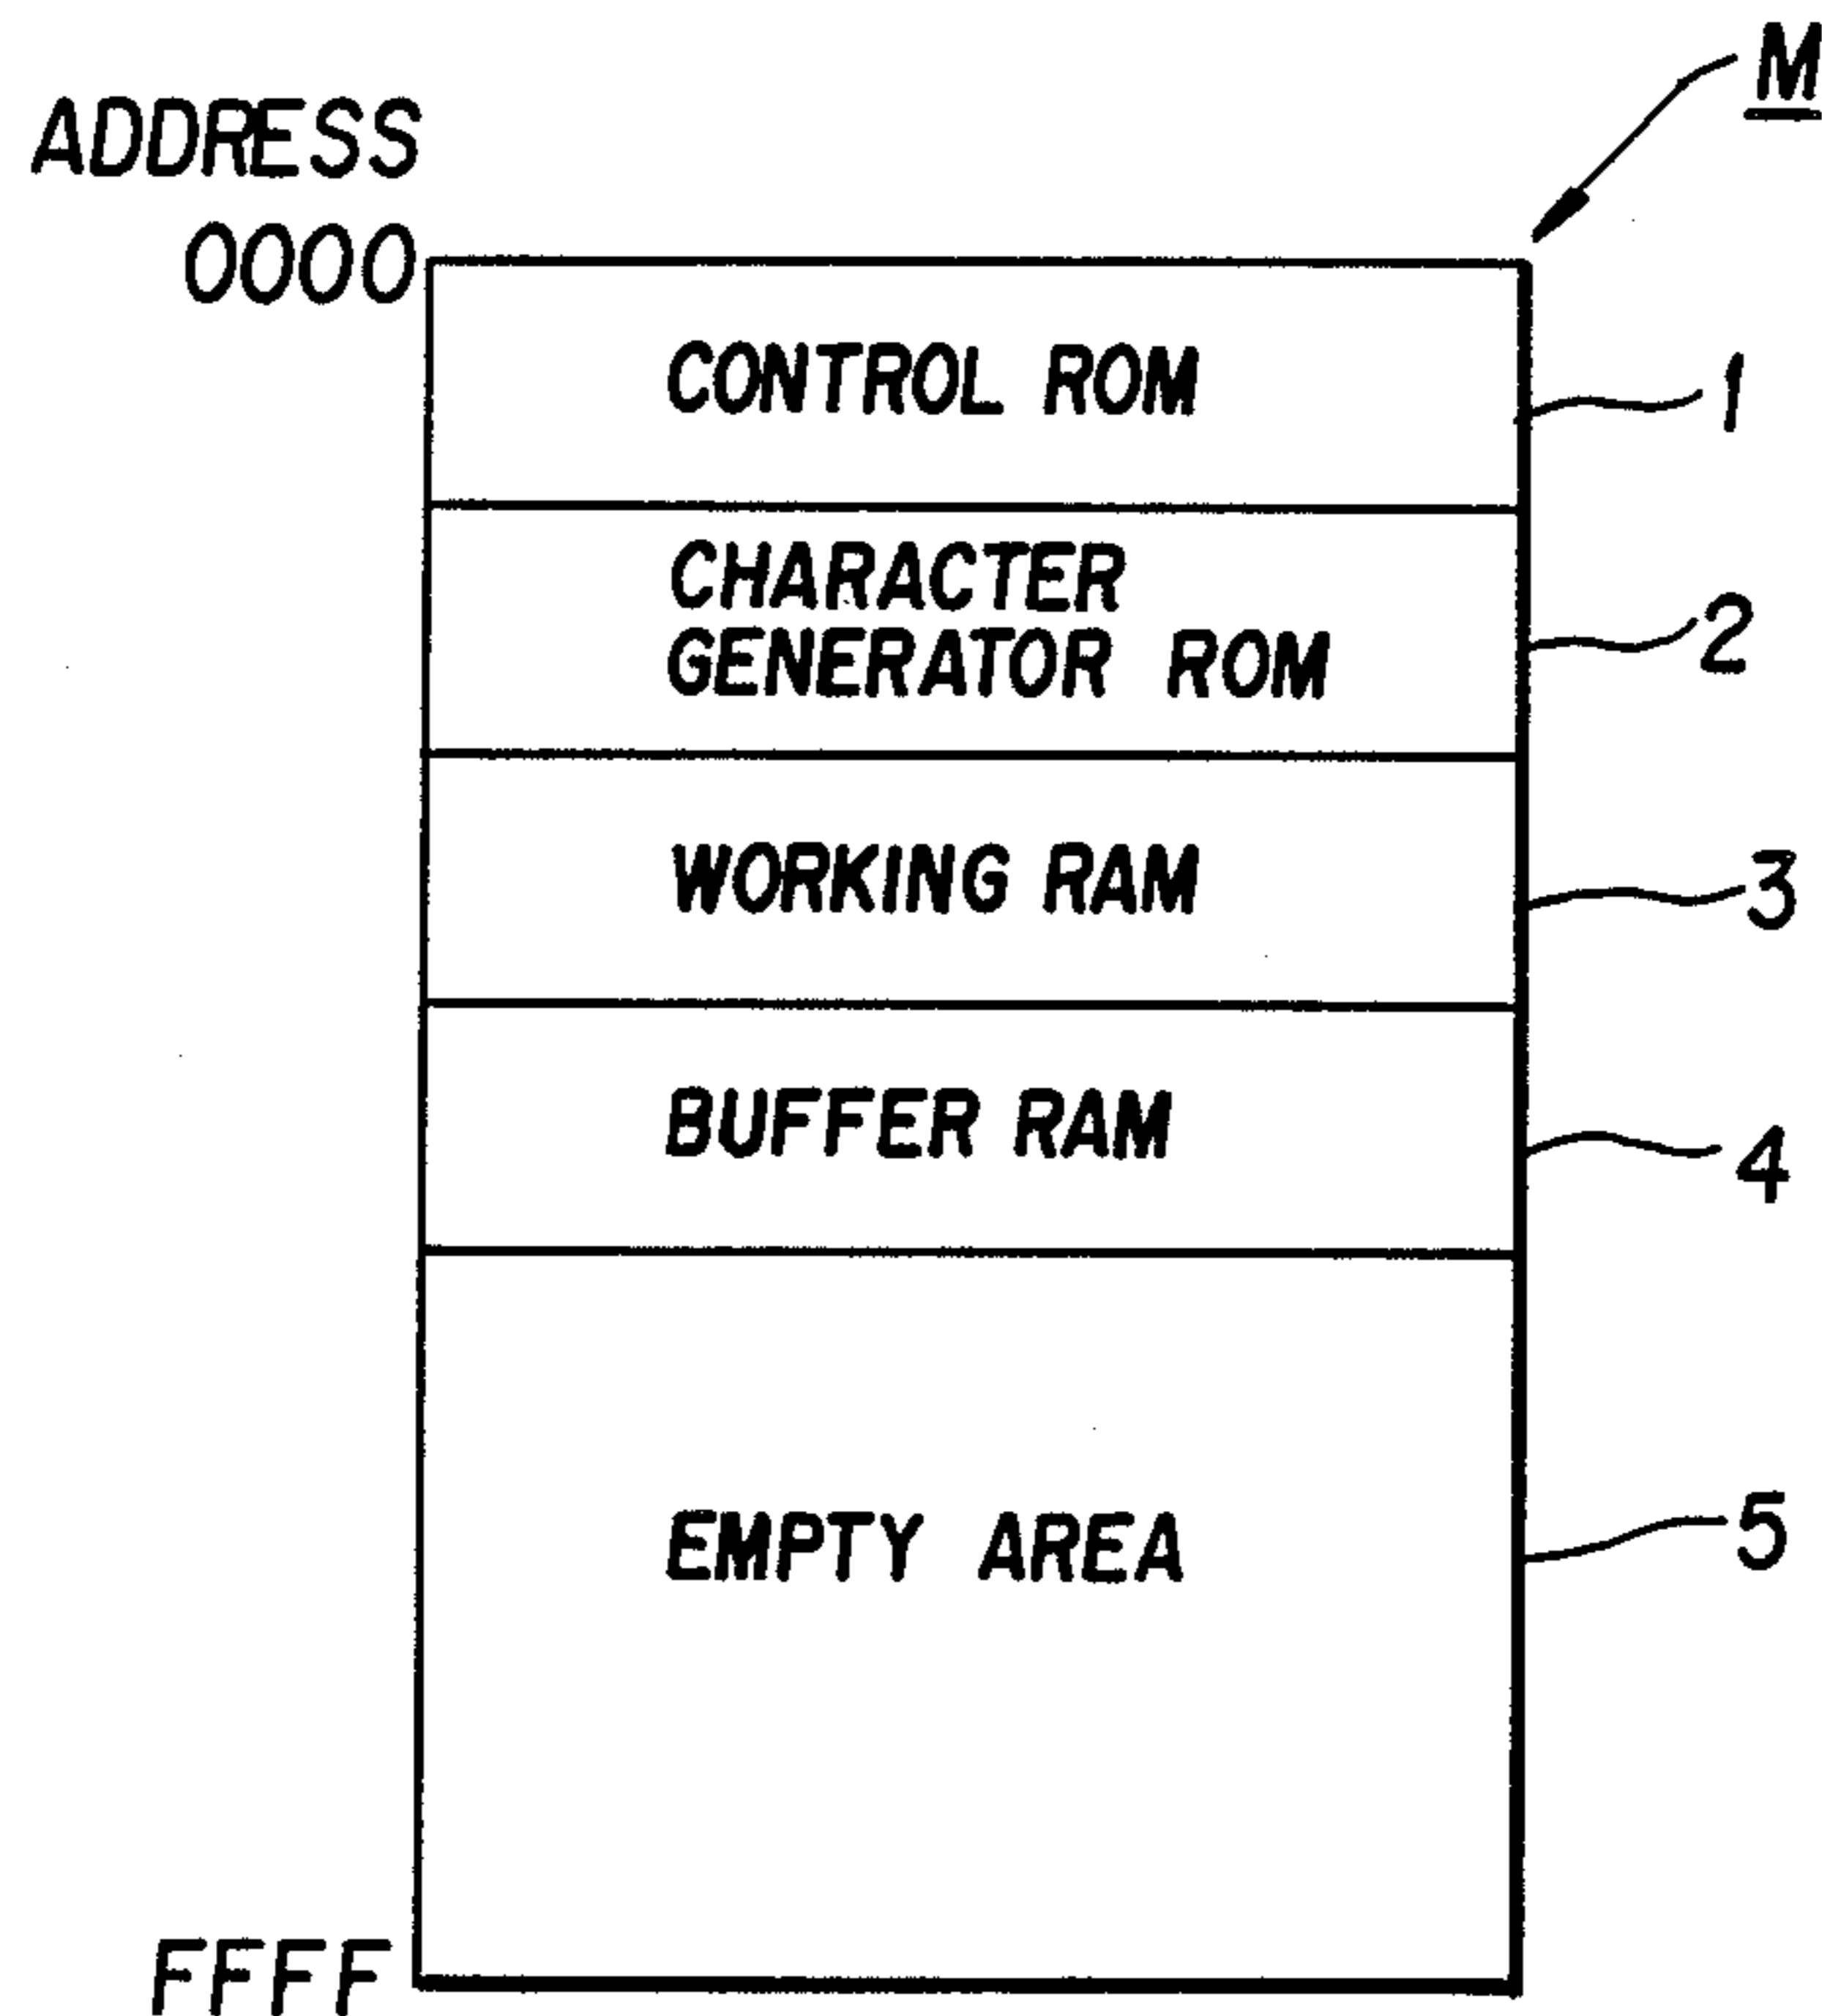 M
ADDRESS
0000
CONTROL ROM
1
CHARACTER
GENERATOR ROM
2
WORKING RAM
3
BUFFER RAM
4
EMPTY AREA
5
FFFF